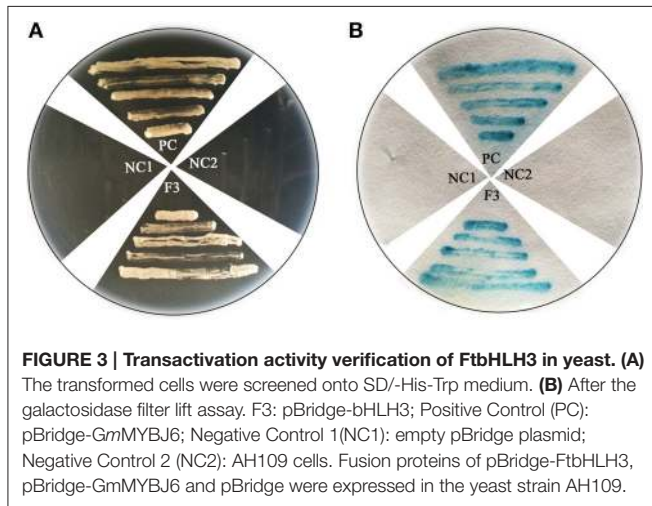 A
B
PC
NC1
NC2
F3
PC
NC1
NC2
F3
FIGURE 3 | Transactivation activity verification of FtbHLH3 in yeast. (A)
The transformed cells were screened onto SD/-His-Trp medium. (B) After the
galactosidase filter lift assay. F3: pBridge-bHLH3; Positive Control (PC):
pBridge-GmMYBJ6; Negative Control 1(NC1): empty pBridge plasmid;
Negative Control 2 (NC2): AH109 cells. Fusion proteins of pBridge-FtbHLH3,
pBridge-GmMYBJ6 and pBridge were expressed in the yeast strain AH109.